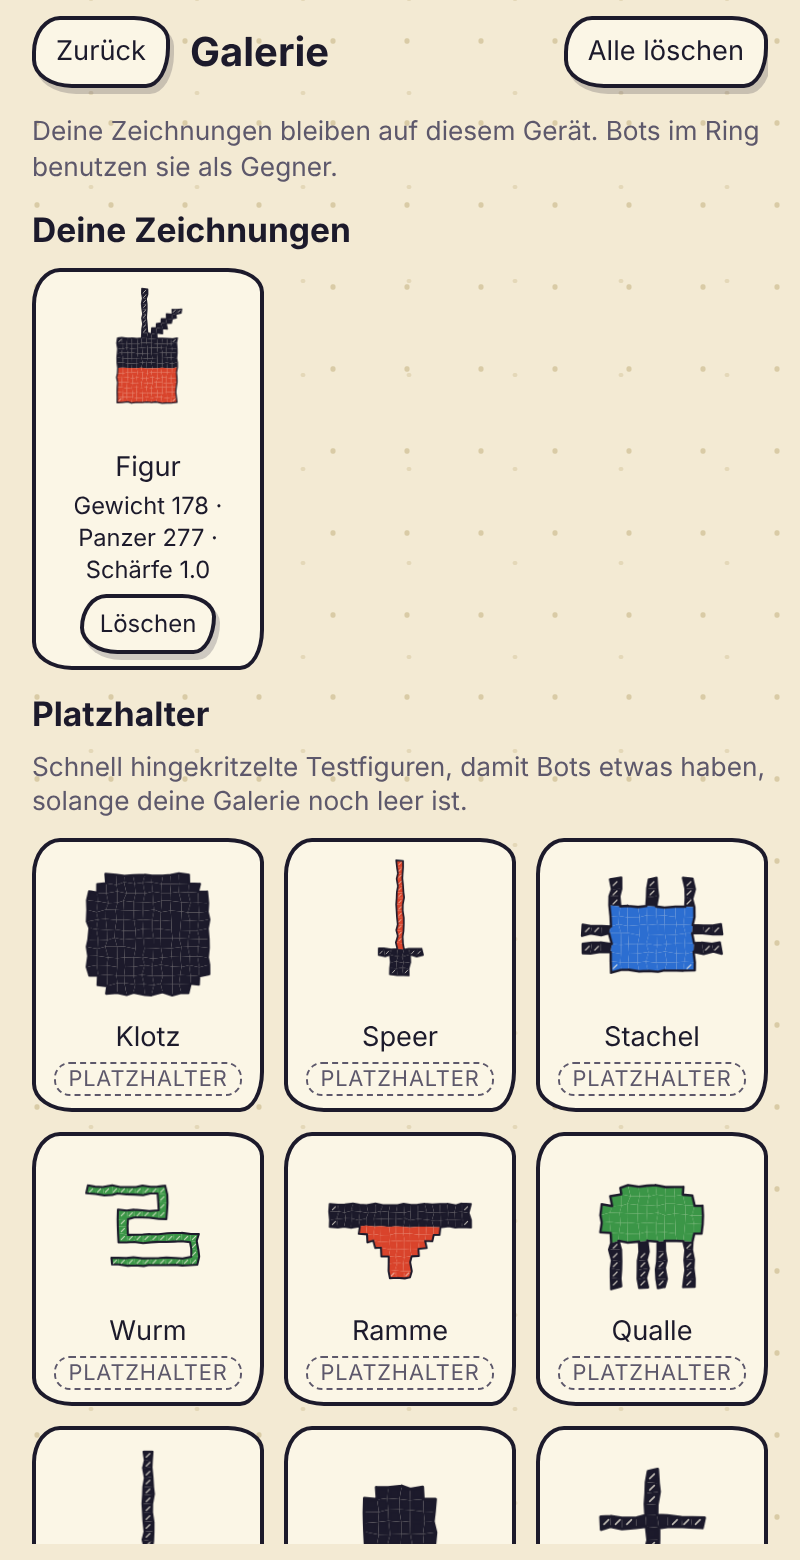 Zurück
Galerie
Alle löschen
Deine Zeichnungen bleiben auf diesem Gerät. Bots im Ring
benutzen sie als Gegner.
Deine Zeichnungen
Figur
Gewicht 178 ·
Panzer 277 ·
Schärfe 1.0
Löschen
Platzhalter
Schnell hingekritzelte Testfiguren, damit Bots etwas haben,
solange deine Galerie noch leer ist.
Klotz
PLATZHALTER
Speer
PLATZHALTER
Stachel
PLATZHALTER
Wurm
PLATZHALTER
Ramme
PLATZHALTER
Qualle
PLATZHALTER